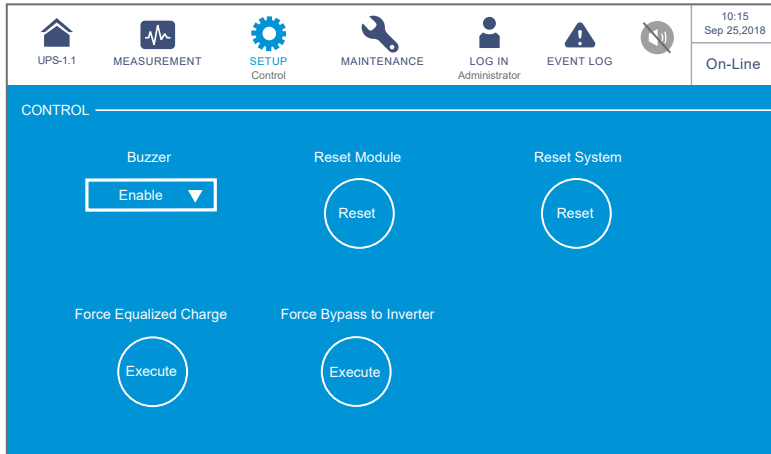 10:15
Sep 25,2018
UPS-1.1 MEASUREMENT SETUP MAINTENANCE LOG IN EVENT LOG
Control Administrator
On-Line
CONTROL
Buzzer Reset Module Reset System
Enable Reset Reset
Force Equalized Charge Force Bypass to Inverter
Execute Execute